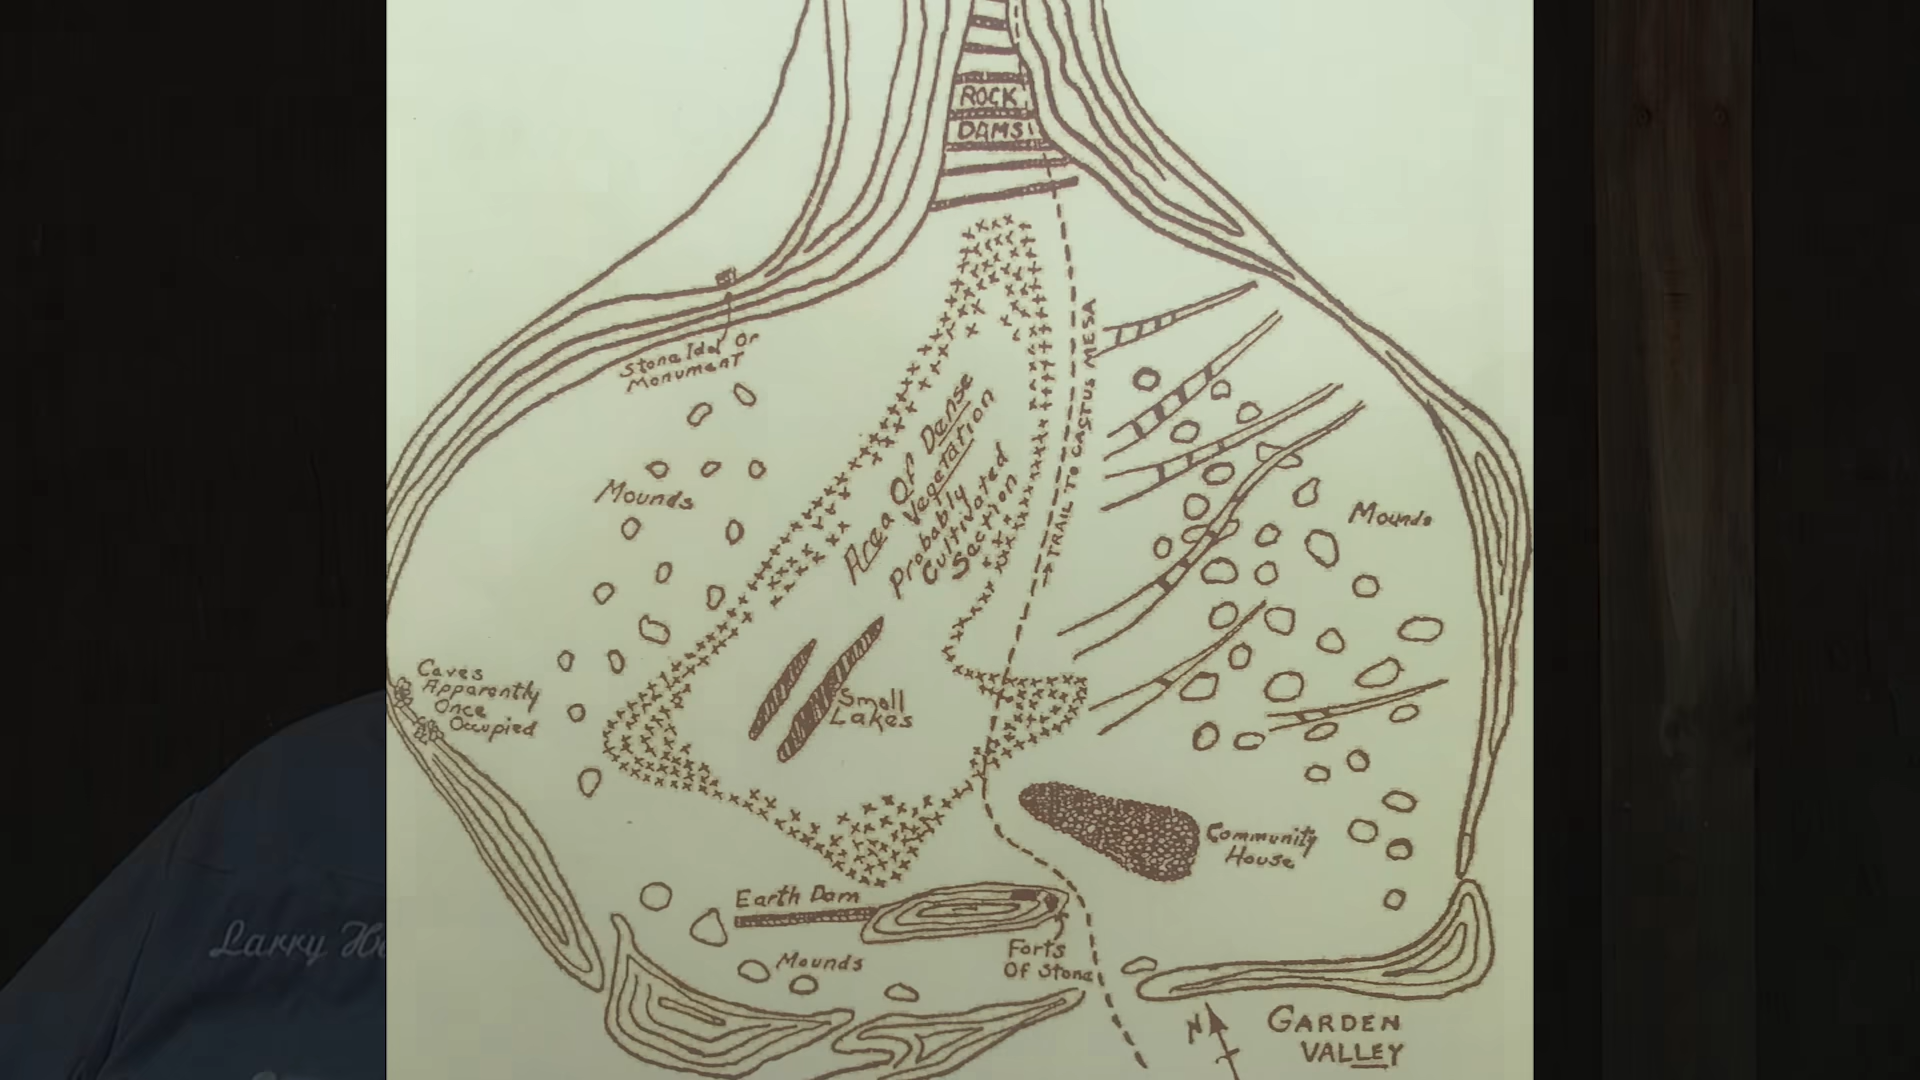 ROCK
DAMS
Stone Idol Or
Monument
Mounds
Area Of Dense
Vegetation
Probably
Cultivated
Section
TRAIL TO CACTUS MESA
Mounds
Caves
Apparently
Once
Occupied
Small
Lakes
Community
House
Earth Dam
Forts
Of Stone
Mounds
N
GARDEN
VALLEY
Larry